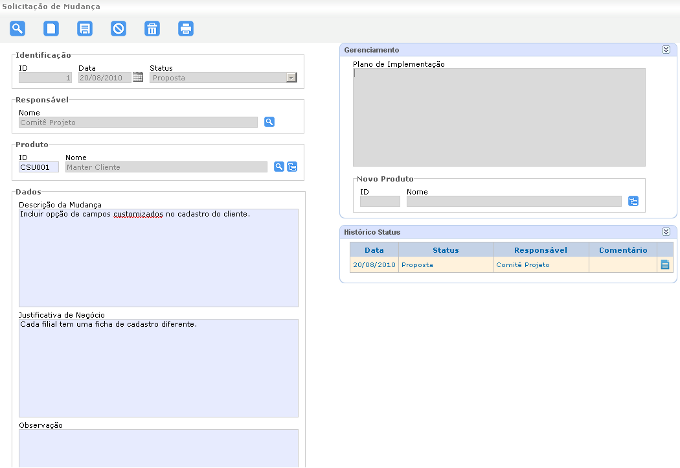 Solicitação de Mudança
Identificação
ID Data Status
1 20/08/2010 Proposta
Responsável
Nome
Comitê Projeto
Produto
ID Nome
CSU001 Manter Cliente
Dados
Descrição da Mudança
Incluir opção de campos customizados no cadastro do cliente.
Justificativa de Negócio
Cada filial tem uma ficha de cadastro diferente.
Observação
Gerenciamento
Plano de Implementação
Novo Produto
ID Nome
Histórico Status
Data Status Responsável Comentário
20/08/2010 Proposta Comitê Projeto